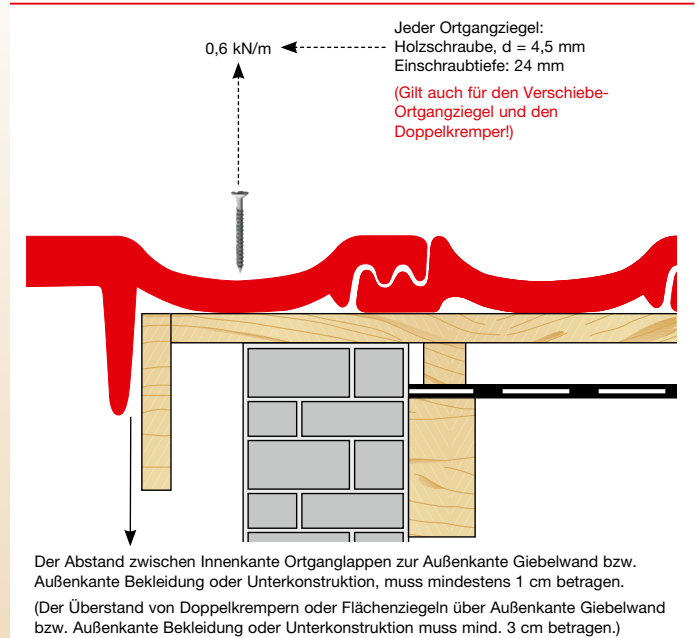 0,6 kN/m
Jeder Ortgangziegel:
Holzschraube, d = 4,5 mm
Einschraubtiefe: 24 mm
(Gilt auch für den Verschiebe-
Ortgangziegel und den
Doppelkremper!)
Der Abstand zwischen Innenkante Ortganglappen zur Außenkante Giebelwand bzw.
Außenkante Bekleidung oder Unterkonstruktion, muss mindestens 1 cm betragen.
(Der Überstand von Doppelkrempern oder Flächenziegeln über Außenkante Giebelwand
bzw. Außenkante Bekleidung oder Unterkonstruktion muss mind. 3 cm betragen.)